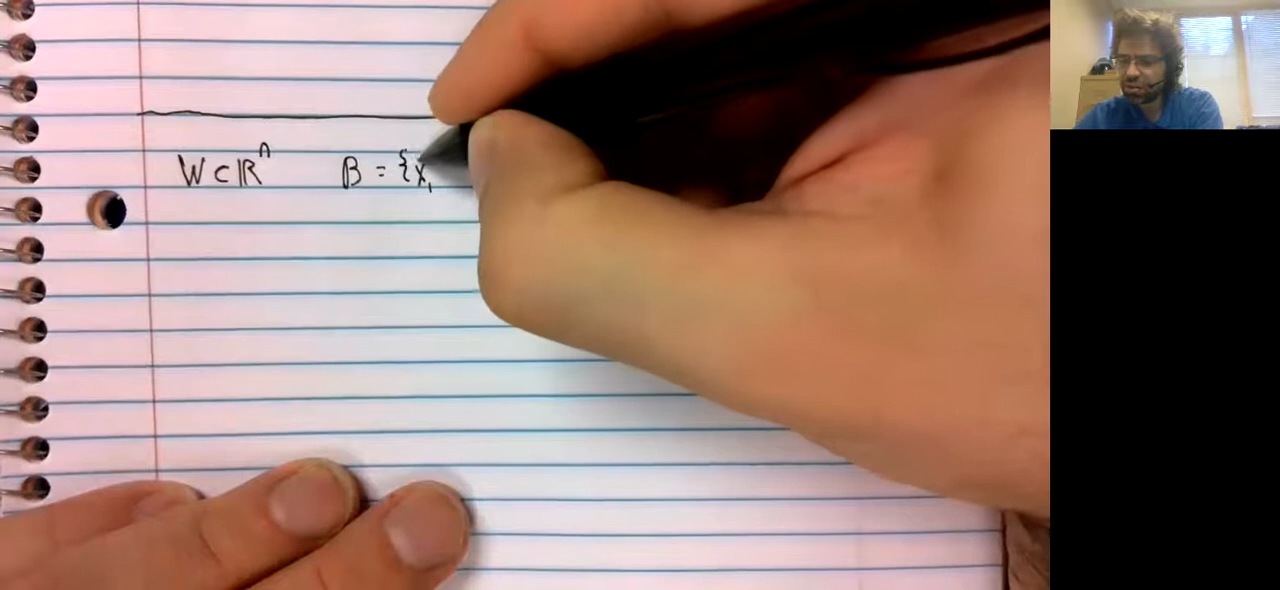 W ⊂ ℝⁿ β = {x₁